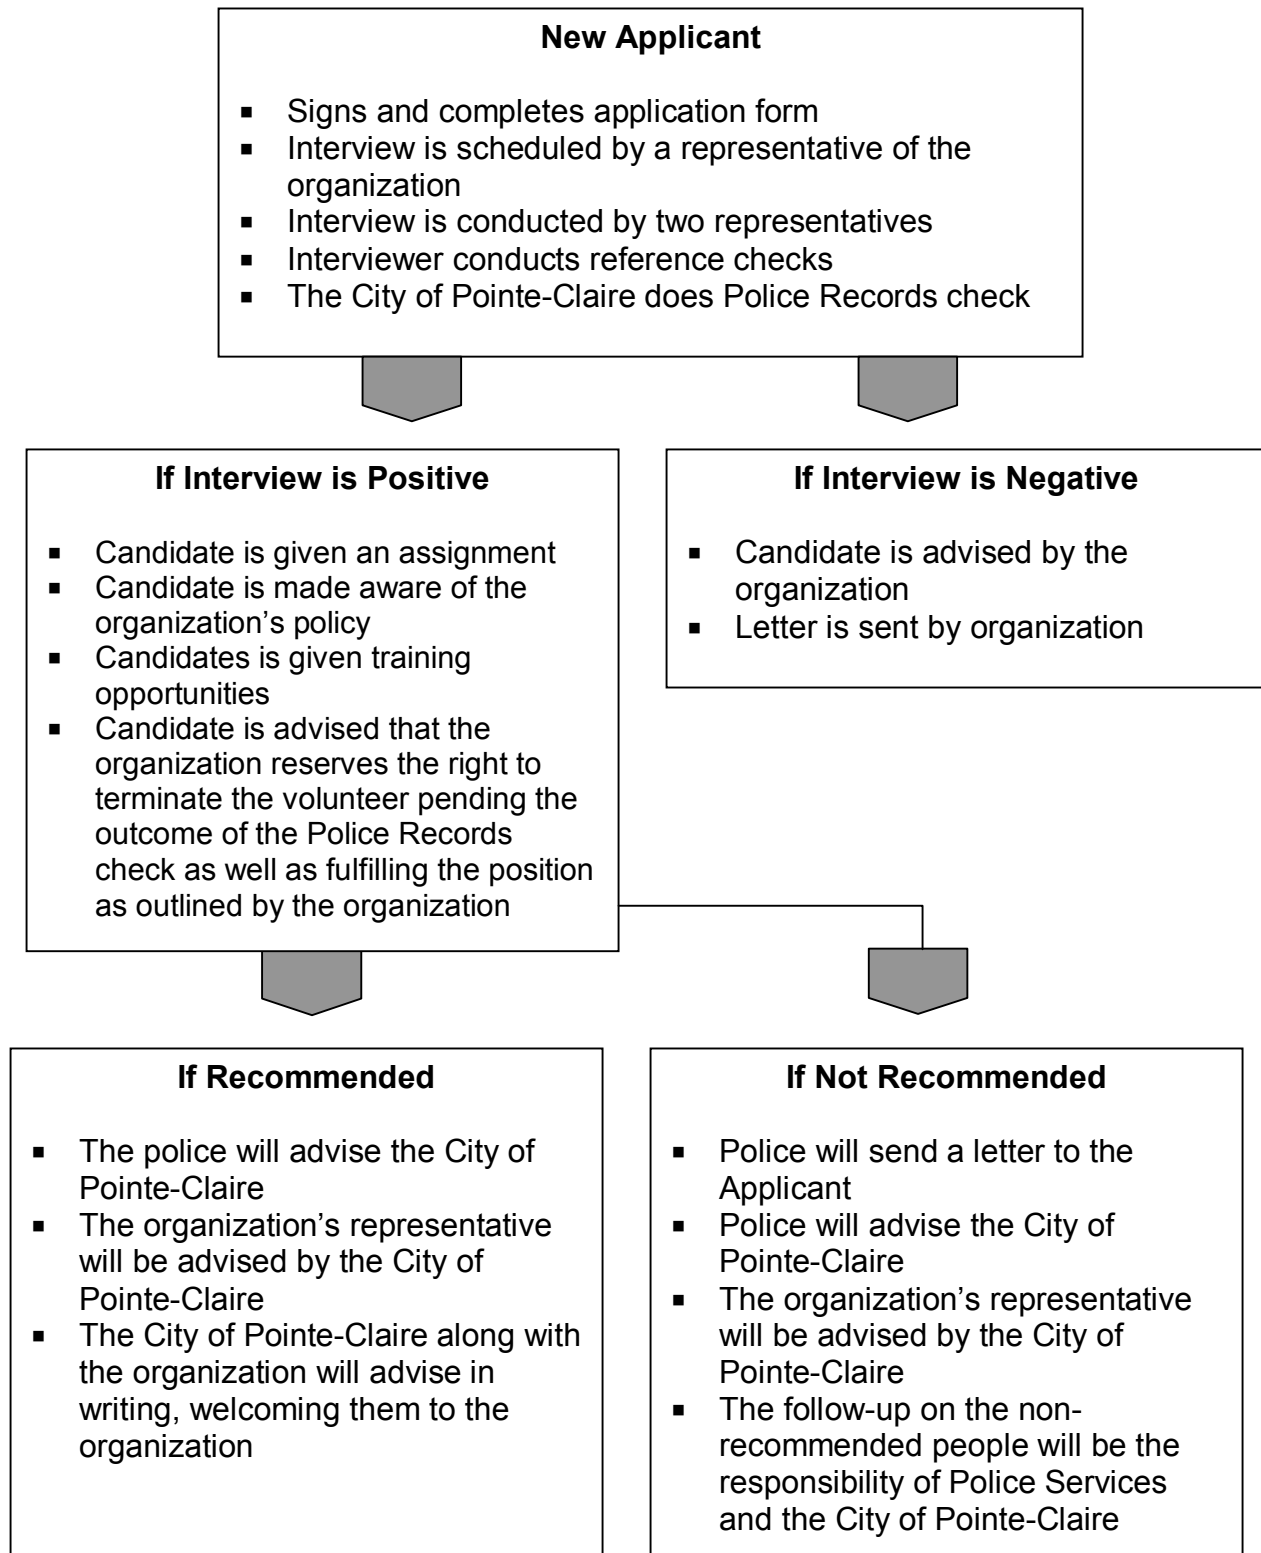 New Applicant
▪ Signs and completes application form
▪ Interview is scheduled by a representative of the
organization
▪ Interview is conducted by two representatives
▪ Interviewer conducts reference checks
▪ The City of Pointe-Claire does Police Records check
If Interview is Positive
▪ Candidate is given an assignment
▪ Candidate is made aware of the
organization’s policy
▪ Candidates is given training
opportunities
▪ Candidate is advised that the
organization reserves the right to
terminate the volunteer pending the
outcome of the Police Records
check as well as fulfilling the position
as outlined by the organization
If Interview is Negative
▪ Candidate is advised by the
organization
▪ Letter is sent by organization
If Recommended
▪ The police will advise the City of
Pointe-Claire
▪ The organization’s representative
will be advised by the City of
Pointe-Claire
▪ The City of Pointe-Claire along with
the organization will advise in
writing, welcoming them to the
organization
If Not Recommended
▪ Police will send a letter to the
Applicant
▪ Police will advise the City of
Pointe-Claire
▪ The organization’s representative
will be advised by the City of
Pointe-Claire
▪ The follow-up on the non-
recommended people will be the
responsibility of Police Services
and the City of Pointe-Claire